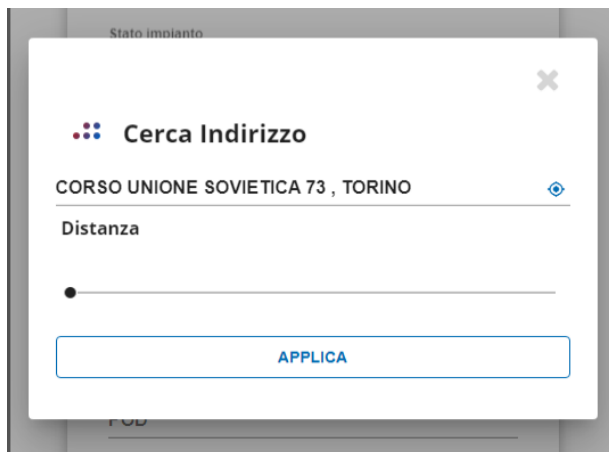 Stato impianto
Cerca Indirizzo
CORSO UNIONE SOVIETICA 73 , TORINO
Distanza
APPLICA
POD